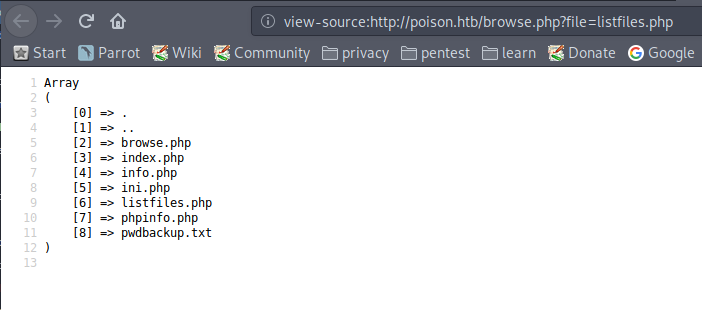 view-source:http://poison.htb/browse.php?file=listfiles.php
Start Parrot Wiki Community privacy pentest learn Donate Google
1 Array
2 (
3 [0] => .
4 [1] => ..
5 [2] => browse.php
6 [3] => index.php
7 [4] => info.php
8 [5] => ini.php
9 [6] => listfiles.php
10 [7] => phpinfo.php
11 [8] => pwdbackup.txt
12 )
13